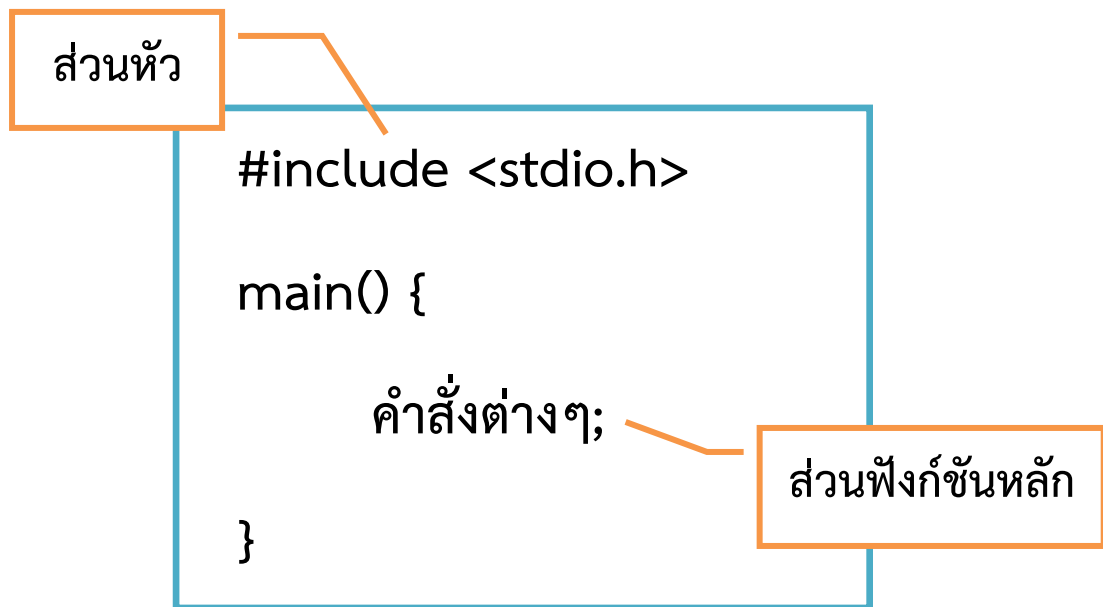 ส่วนหัว
#include <stdio.h>
main() {
คำสั่งต่างๆ;
ส่วนฟังก์ชันหลัก
}